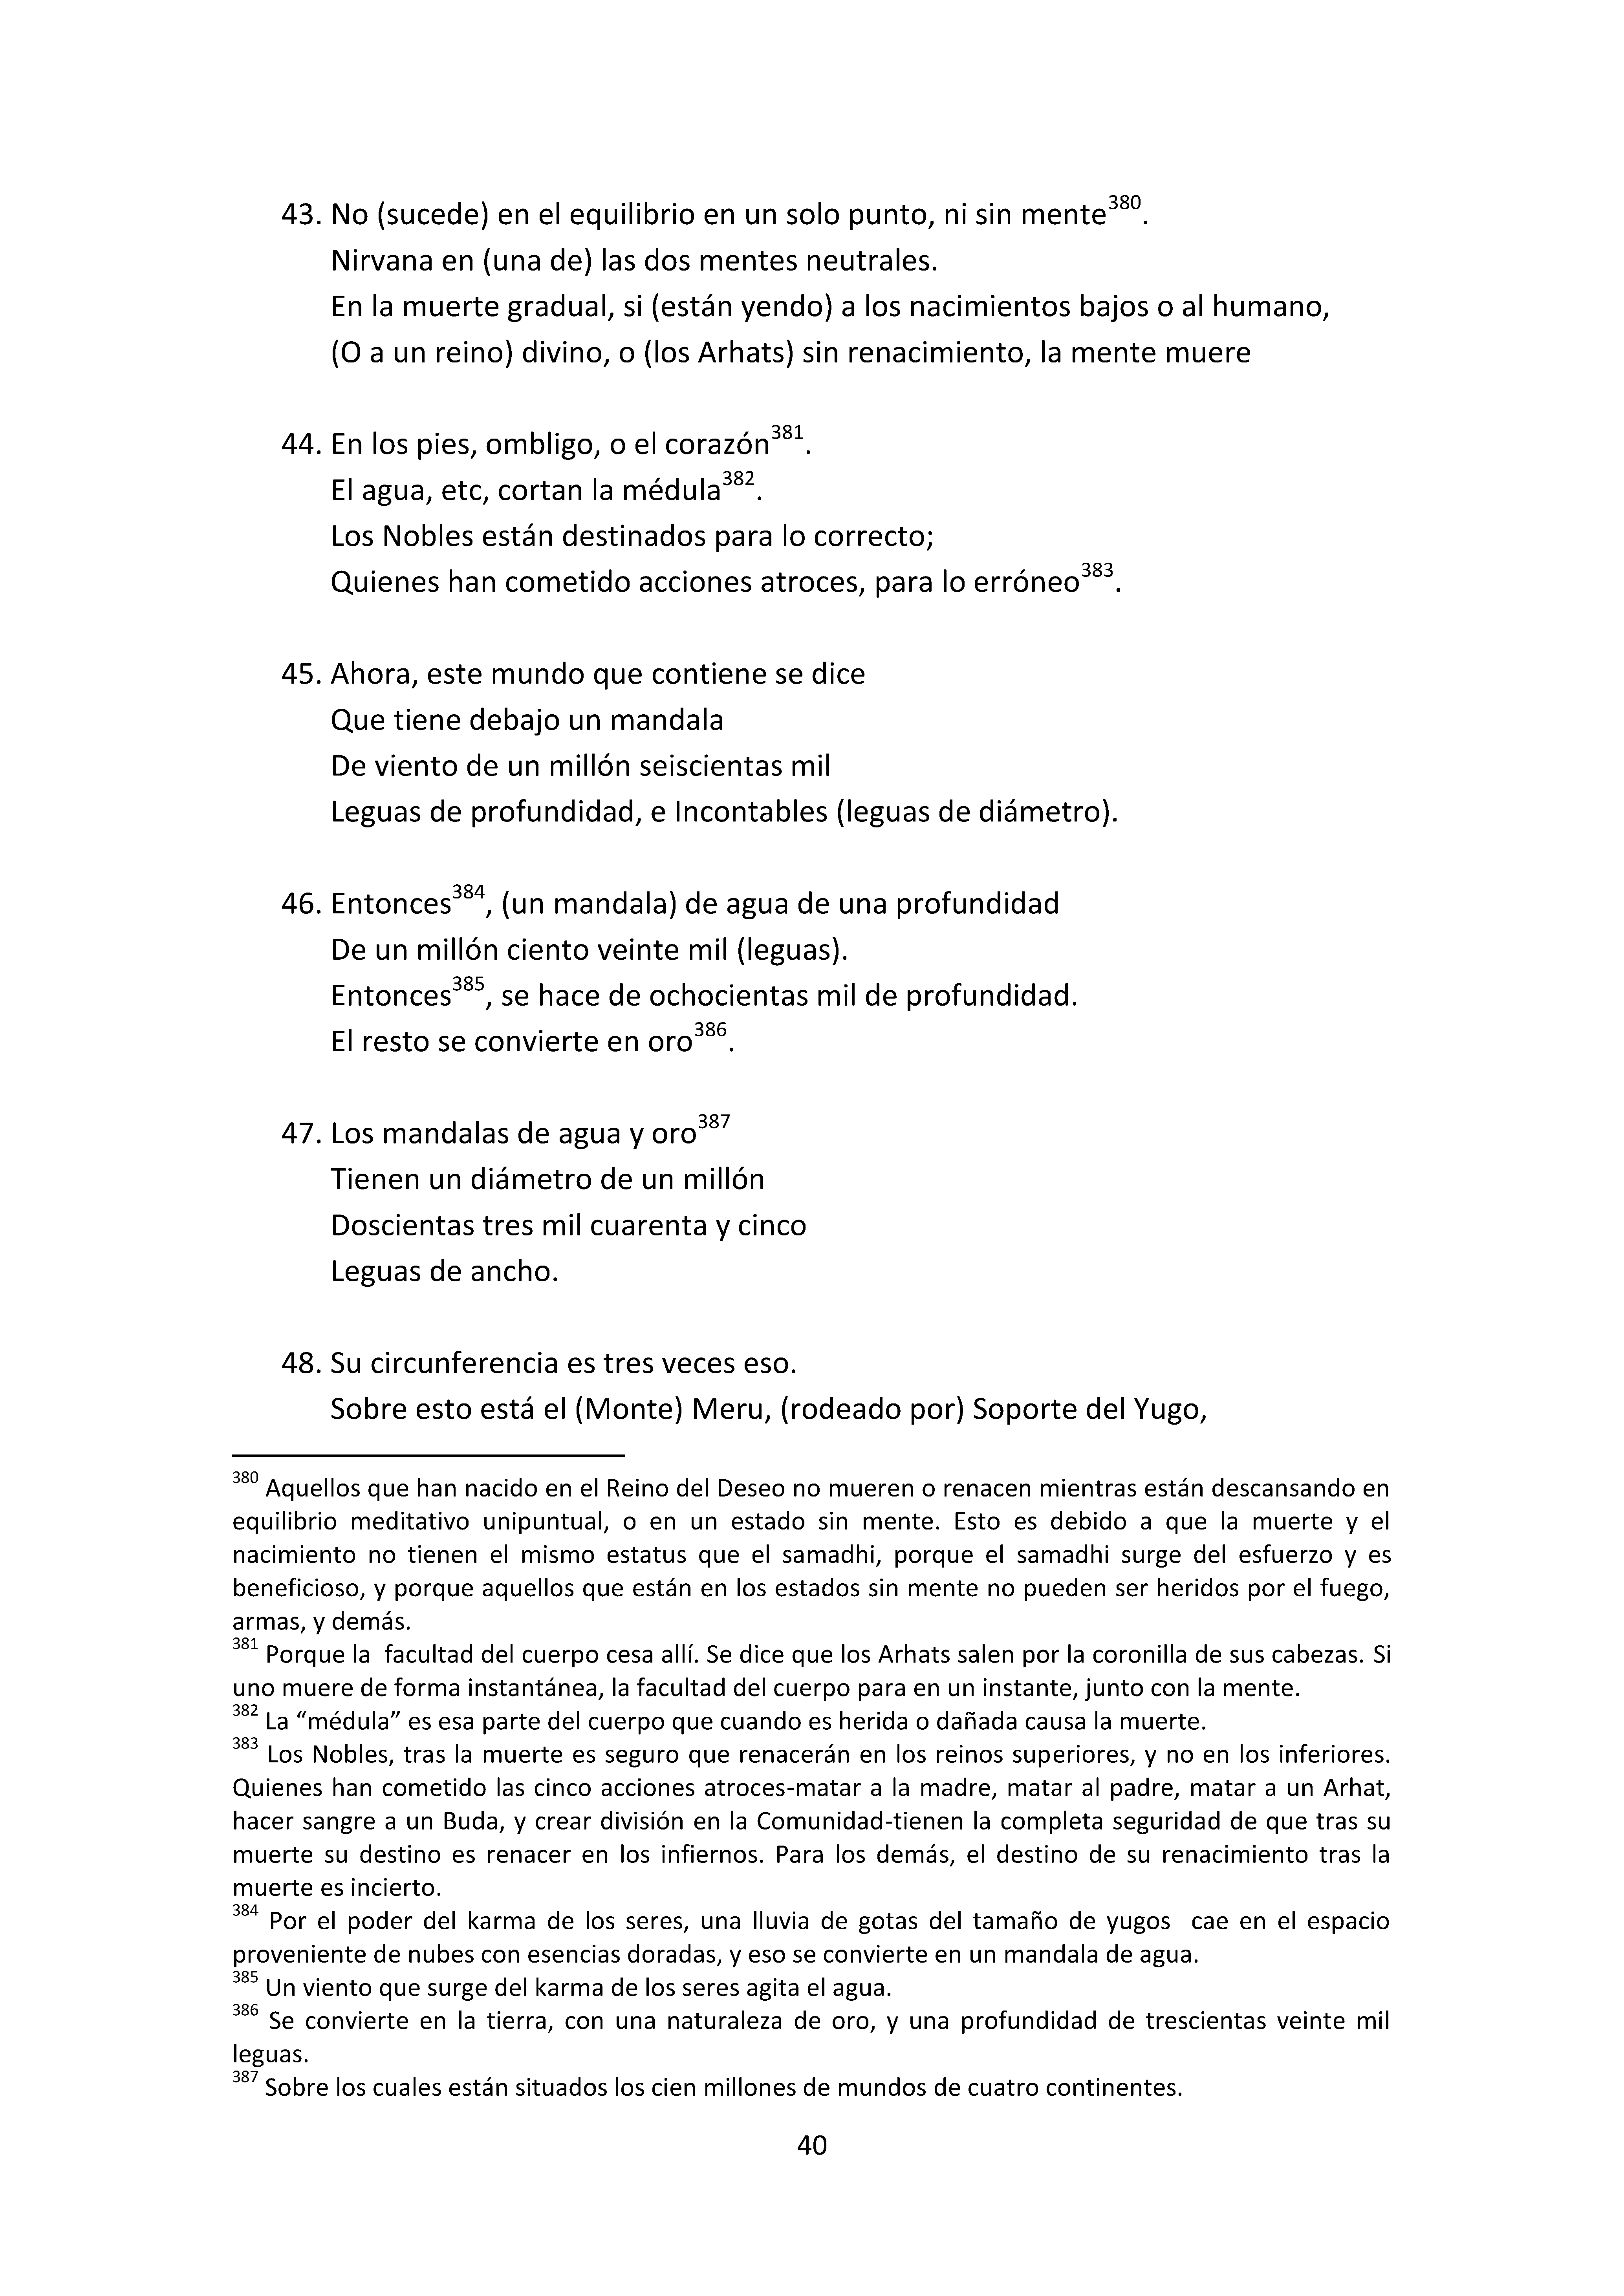 43. No (sucede) en el equilibrio en un solo punto, ni sin mente380.
Nirvana en (una de) las dos mentes neutrales.
En la muerte gradual, si (están yendo) a los nacimientos bajos o al humano,
(O a un reino) divino, o (los Arhats) sin renacimiento, la mente muere
44. En los pies, ombligo, o el corazón381.
El agua, etc, cortan la médula382.
Los Nobles están destinados para lo correcto;
Quienes han cometido acciones atroces, para lo erróneo383.
45. Ahora, este mundo que contiene se dice
Que tiene debajo un mandala
De viento de un millón seiscientas mil
Leguas de profundidad, e Incontables (leguas de diámetro).
46. Entonces384, (un mandala) de agua de una profundidad
De un millón ciento veinte mil (leguas).
Entonces385, se hace de ochocientas mil de profundidad.
El resto se convierte en oro386.
47. Los mandalas de agua y oro387
Tienen un diámetro de un millón
Doscientas tres mil cuarenta y cinco
Leguas de ancho.
48. Su circunferencia es tres veces eso.
Sobre esto está el (Monte) Meru, (rodeado por) Soporte del Yugo,
380 Aquellos que han nacido en el Reino del Deseo no mueren o renacen mientras están descansando en
equilibrio meditativo unipuntual, o en un estado sin mente. Esto es debido a que la muerte y el
nacimiento no tienen el mismo estatus que el samadhi, porque el samadhi surge del esfuerzo y es
beneficioso, y porque aquellos que están en los estados sin mente no pueden ser heridos por el fuego,
armas, y demás.
381 Porque la facultad del cuerpo cesa allí. Se dice que los Arhats salen por la coronilla de sus cabezas. Si
uno muere de forma instantánea, la facultad del cuerpo para en un instante, junto con la mente.
382 La “médula” es esa parte del cuerpo que cuando es herida o dañada causa la muerte.
383 Los Nobles, tras la muerte es seguro que renacerán en los reinos superiores, y no en los inferiores.
Quienes han cometido las cinco acciones atroces-matar a la madre, matar al padre, matar a un Arhat,
hacer sangre a un Buda, y crear división en la Comunidad-tienen la completa seguridad de que tras su
muerte su destino es renacer en los infiernos. Para los demás, el destino de su renacimiento tras la
muerte es incierto.
384 Por el poder del karma de los seres, una lluvia de gotas del tamaño de yugos cae en el espacio
proveniente de nubes con esencias doradas, y eso se convierte en un mandala de agua.
385 Un viento que surge del karma de los seres agita el agua.
386 Se convierte en la tierra, con una naturaleza de oro, y una profundidad de trescientas veinte mil
leguas.
387 Sobre los cuales están situados los cien millones de mundos de cuatro continentes.
40